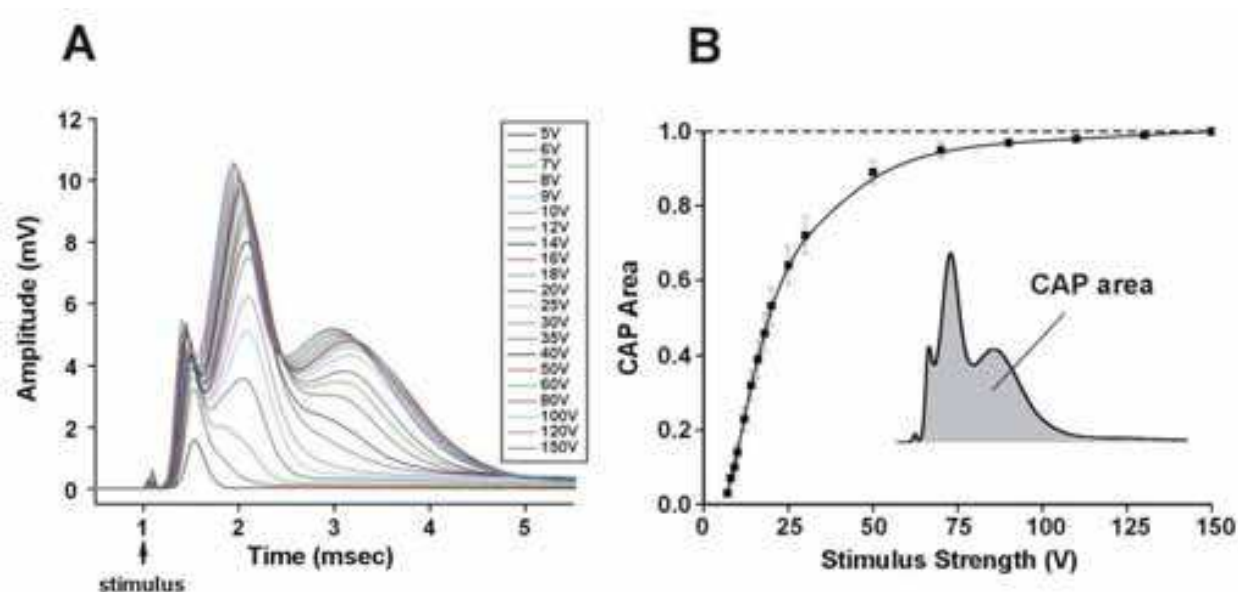 A
B
12
10
8
6
4
2
0
Amplitude (mV)
5V
6V
7V
8V
9V
10V
12V
14V
16V
18V
20V
25V
30V
35V
40V
50V
60V
80V
100V
120V
150V
1
2
3
4
5
Time (msec)
stimulus
1.0
0.8
0.6
0.4
0.2
0.0
CAP Area
CAP area
0
25
50
75
100
125
150
Stimulus Strength (V)